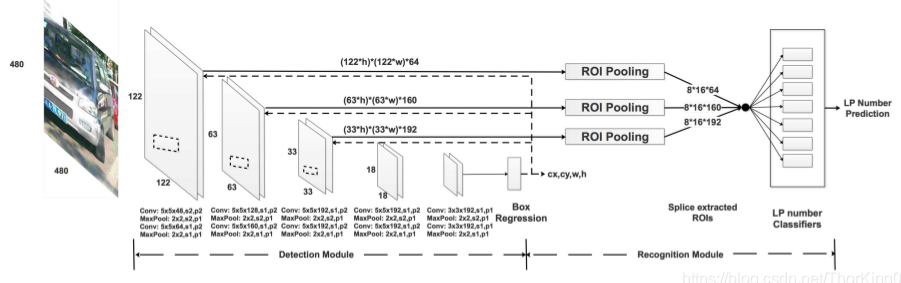 480
480
122
122
63
63
33
33
18
18
(122*h)*(122*w)*64
(63*h)*(63*w)*160
(33*h)*(33*w)*192
ROI Pooling
ROI Pooling
ROI Pooling
8*16*64
8*16*160
8*16*192
LP Number
Prediction
cx,cy,w,h
Box
Regression
Splice extracted
ROIs
LP number
Classifiers
Conv: 5x5x48,s2,p2
MaxPool: 2x2,s2,p1
Conv: 5x5x64,s1,p2
MaxPool: 2x2,s1,p1
Conv: 5x5x128,s1,p2
MaxPool: 2x2,s2,p1
Conv: 5x5x160,s1,p2
MaxPool: 2x2,s1,p1
Conv: 5x5x192,s1,p2
MaxPool: 2x2,s2,p1
Conv: 5x5x192,s1,p2
MaxPool: 2x2,s1,p1
Conv: 5x5x192,s1,p2
MaxPool: 2x2,s2,p1
Conv: 5x5x192,s1,p2
MaxPool: 2x2,s1,p1
Conv: 3x3x192,s1,p1
MaxPool: 2x2,s2,p1
Conv: 3x3x192,s1,p1
MaxPool: 2x2,s1,p1
Detection Module
Recognition Module
https://blog.csdn.net/ThorKing0